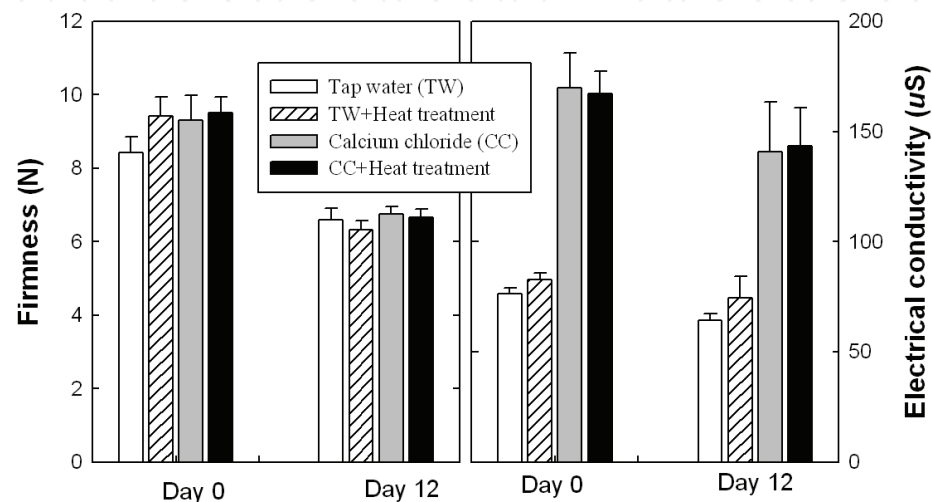 12
10
8
6
4
2
0
Firmness (N)
Tap water (TW)
TW+Heat treatment
Calcium chloride (CC)
CC+Heat treatment
Day 0
Day 12
Day 0
Day 12
200
150
100
50
0
Electrical conductivity (uS)